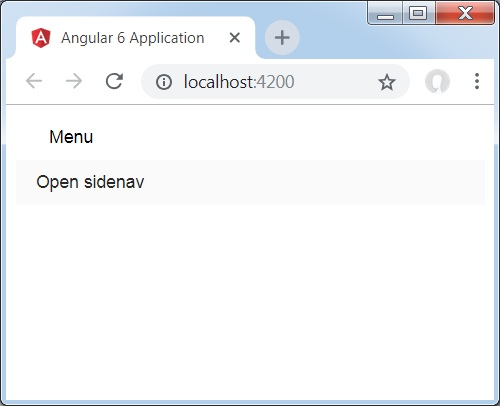 Angular 6 Application
localhost:4200
Menu
Open sidenav